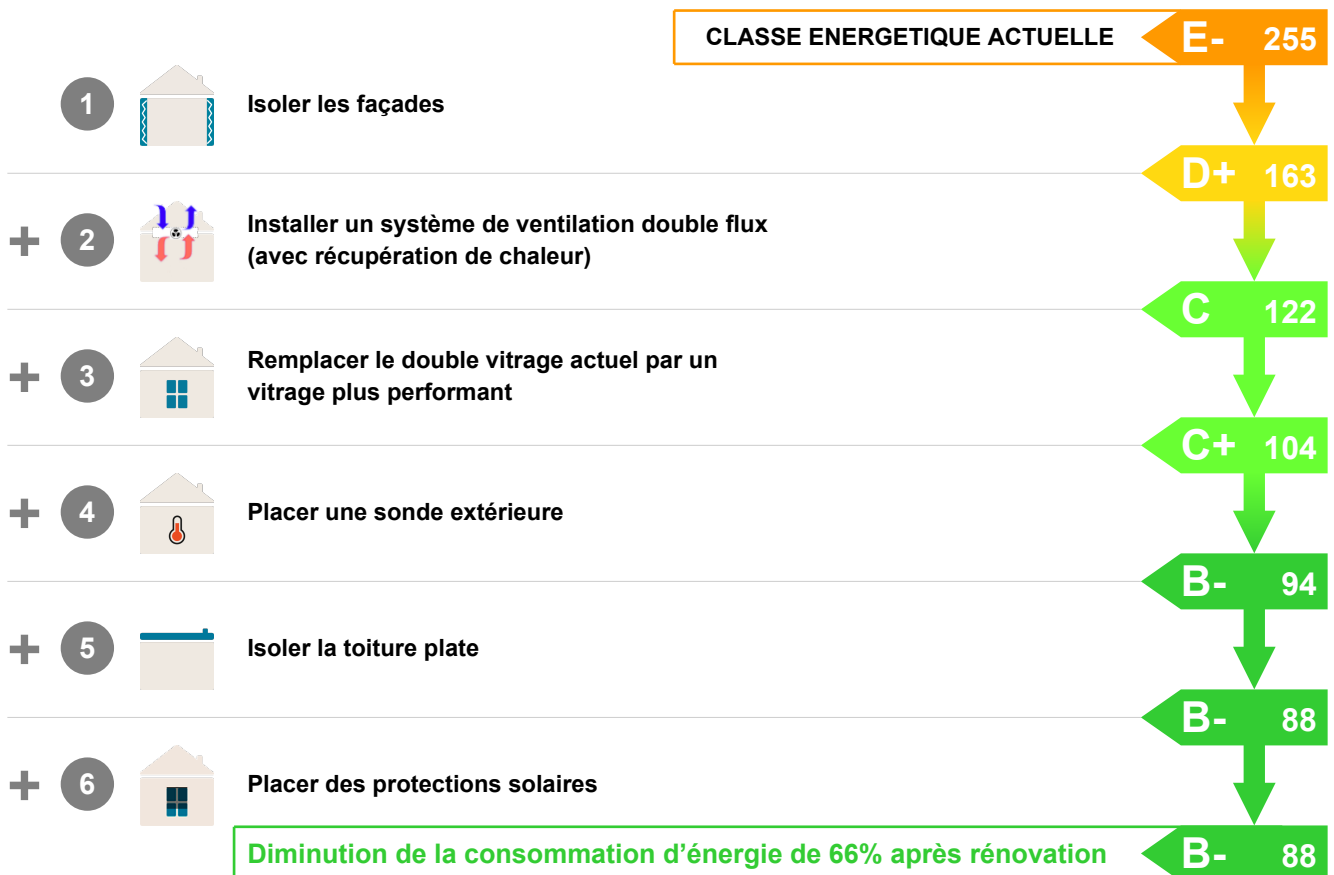 CLASSE ENERGETIQUE ACTUELLE E- 255
1 Isoler les façades
D+ 163
+ 2 Installer un système de ventilation double flux
(avec récupération de chaleur)
C 122
+ 3 Remplacer le double vitrage actuel par un
vitrage plus performant
C+ 104
+ 4 Placer une sonde extérieure
B- 94
+ 5 Isoler la toiture plate
B- 88
+ 6 Placer des protections solaires
Diminution de la consommation d’énergie de 66% après rénovation B- 88